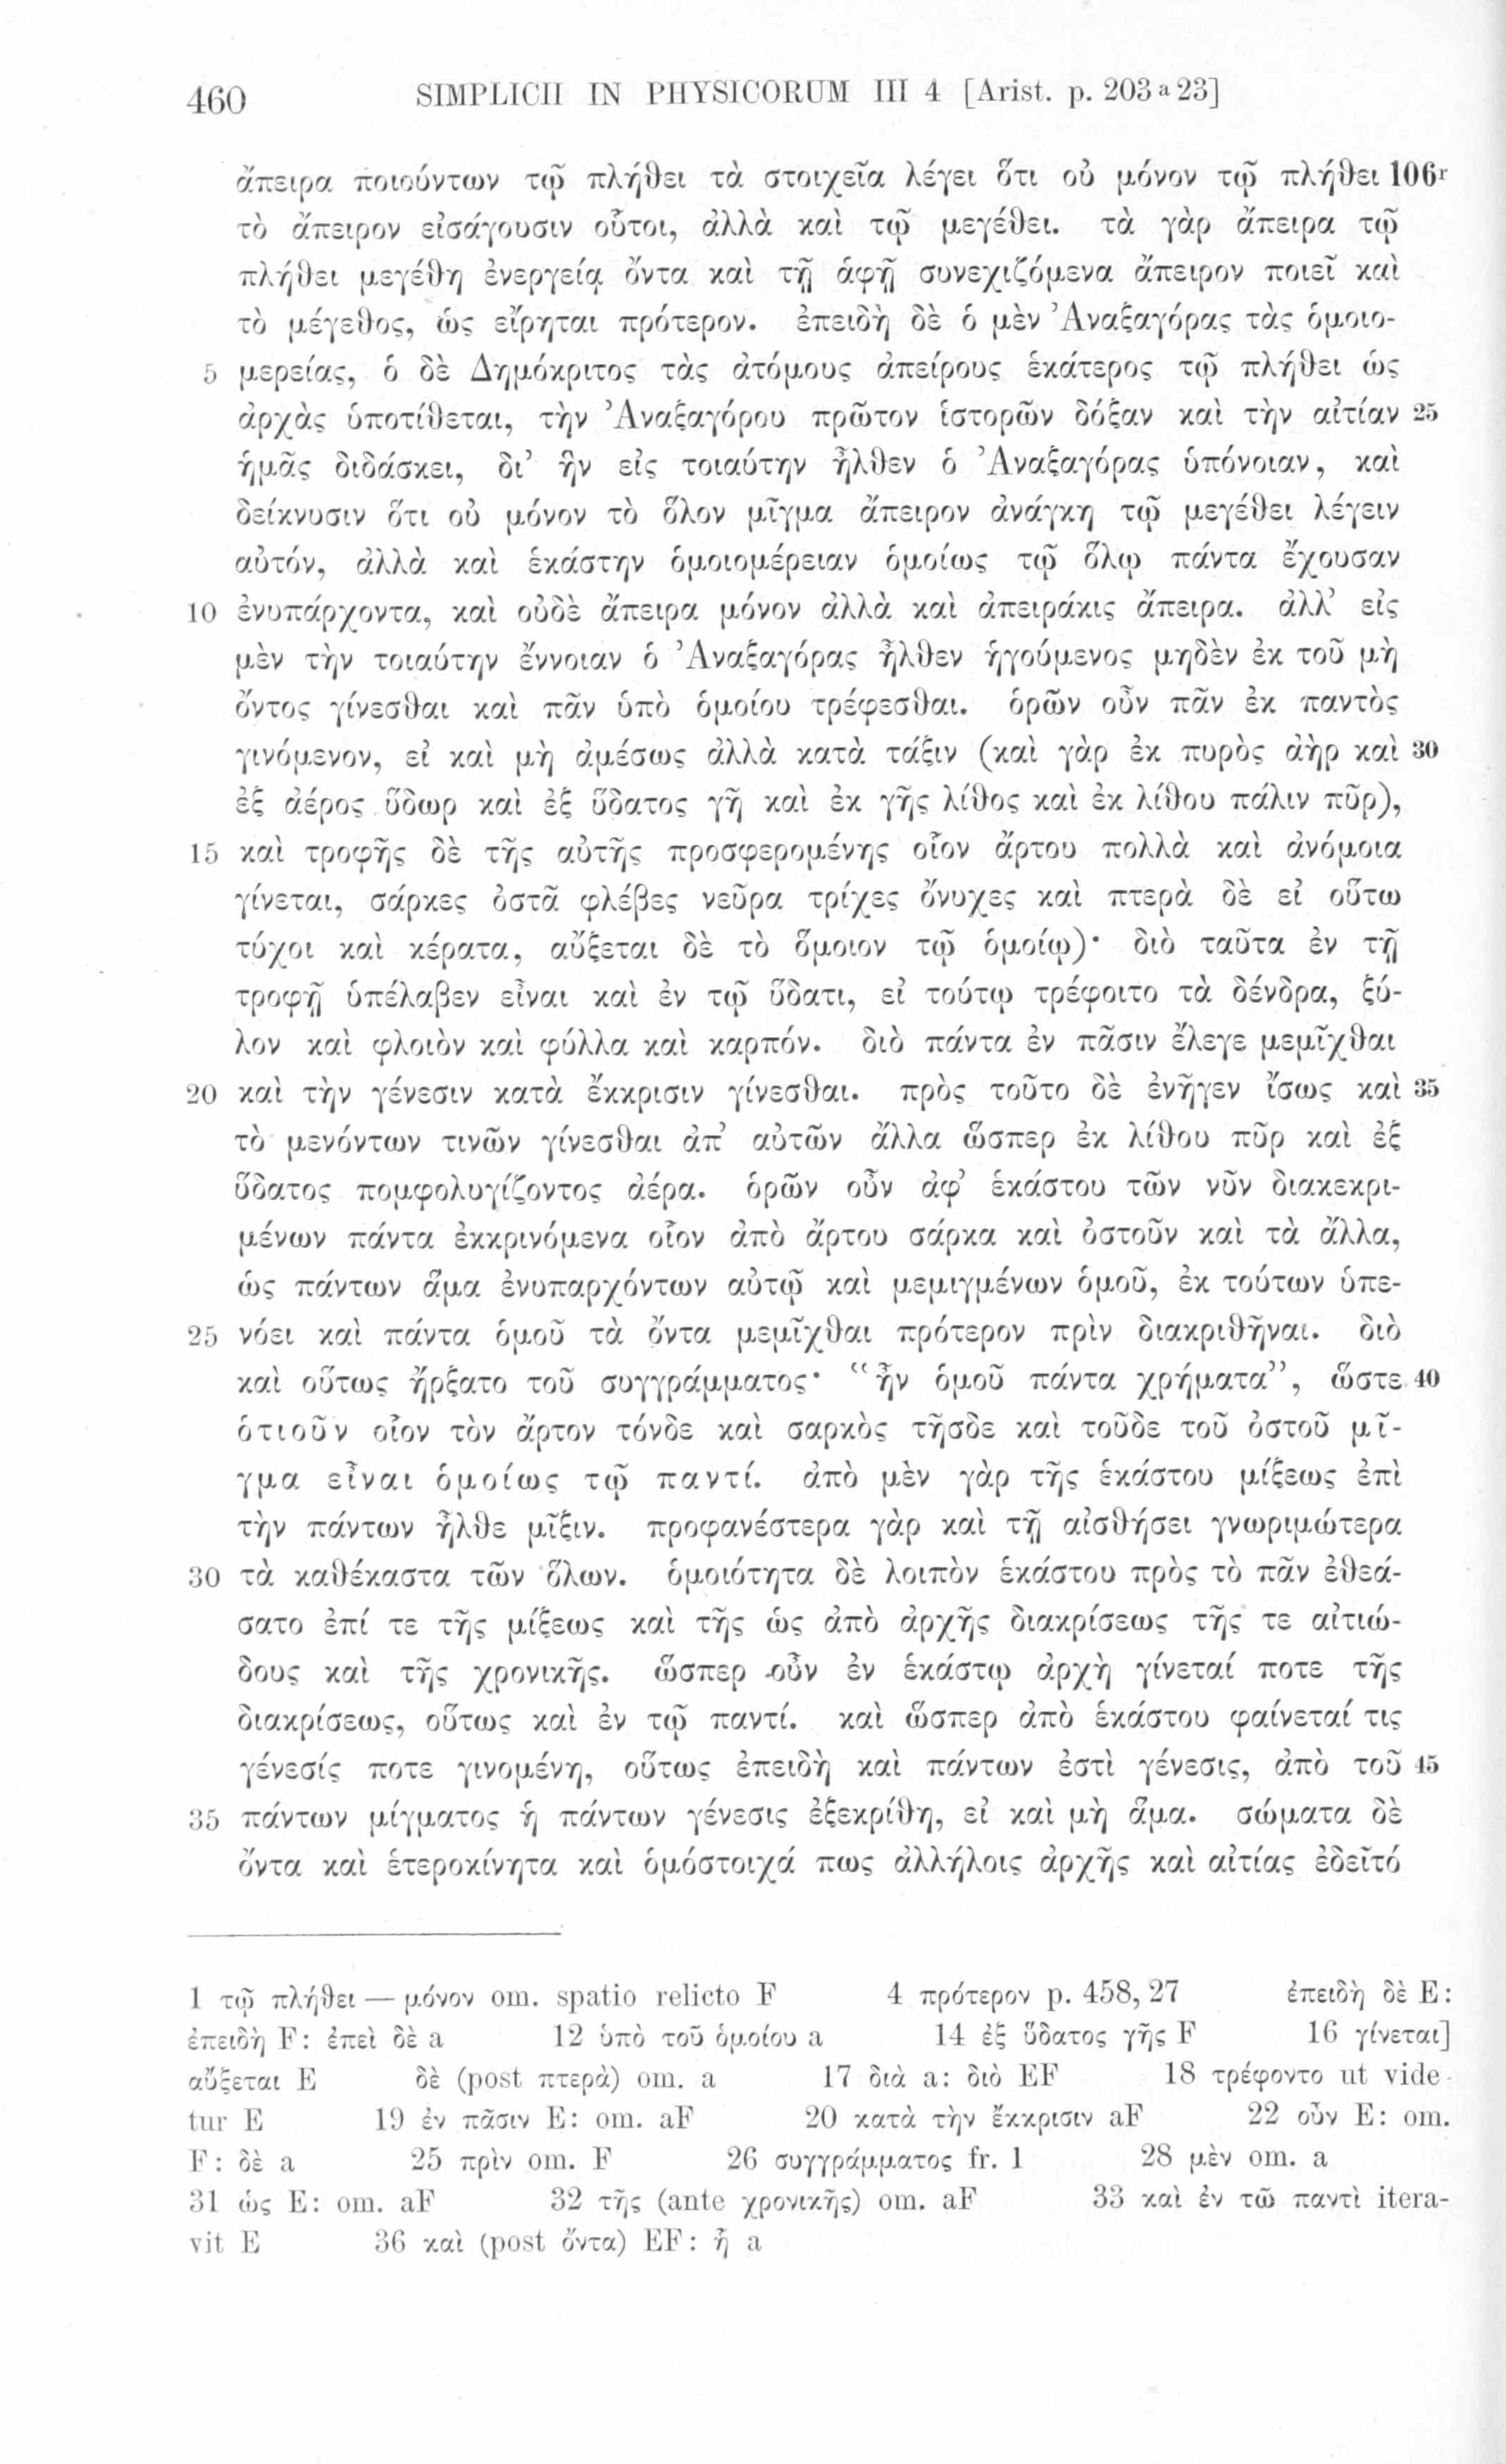 460 SIMPLICII IN PHYSICORUM III 4 [Arist. p. 203 a 23]
ἄπειρα ποιούντων τῷ πλήθει τὰ στοιχεῖα λέγει ὅτι οὐ μόνον τῷ πλήθει 106r
τὸ ἄπειρον εἰσάγουσιν οὗτοι, ἀλλὰ καὶ τῷ μεγέθει. τὰ γὰρ ἄπειρα τῷ
πλήθει μεγέθη ἐνεργείᾳ ὄντα καὶ τῇ ἁφῇ συνεχιζόμενα ἄπειρον ποιεῖ καὶ
τὸ μέγεθος, ὡς εἴρηται πρότερον. ἐπειδὴ δὲ ὁ μὲν Ἀναξαγόρας τὰς ὁμοιο-
5 μερείας, ὁ δὲ Δημόκριτος τὰς ἀτόμους ἀπείρους ἑκάτερος τῷ πλήθει ὡς
ἀρχὰς ὑποτίθεται, τὴν Ἀναξαγόρου πρῶτον ἱστορῶν δόξαν καὶ τὴν αἰτίαν 25
ἡμᾶς διδάσκει, δι’ ἣν εἰς τοιαύτην ἦλθεν ὁ Ἀναξαγόρας ὑπόνοιαν, καὶ
δείκνυσιν ὅτι οὐ μόνον τὸ ὅλον μῖγμα ἄπειρον ἀνάγκη τῷ μεγέθει λέγειν
αὐτόν, ἀλλὰ καὶ ἑκάστην ὁμοιομέρειαν ὁμοίως τῷ ὅλῳ πάντα ἔχουσαν
10 ἐνυπάρχοντα, καὶ οὐδὲ ἄπειρα μόνον ἀλλὰ καὶ ἀπειράκις ἄπειρα. ἀλλ’ εἰς
μὲν τὴν τοιαύτην ἔννοιαν ὁ Ἀναξαγόρας ἦλθεν ἡγούμενος μηδὲν ἐκ τοῦ μὴ
ὄντος γίνεσθαι καὶ πᾶν ὑπὸ ὁμοίου τρέφεσθαι. ὁρῶν οὖν πᾶν ἐκ παντὸς
γινόμενον, εἰ καὶ μὴ ἀμέσως ἀλλὰ κατὰ τάξιν (καὶ γὰρ ἐκ πυρὸς ἀὴρ καὶ 30
ἐξ ἀέρος ὕδωρ καὶ ἐξ ὕδατος γῆ καὶ ἐκ γῆς λίθος καὶ ἐκ λίθου πάλιν πῦρ),
15 καὶ τροφῆς δὲ τῆς αὐτῆς προσφερομένης οἷον ἄρτου πολλὰ καὶ ἀνόμοια
γίνεται, σάρκες ὀστᾶ φλέβες νεῦρα τρίχες ὄνυχες καὶ πτερὰ δὲ εἰ οὕτω
τύχοι καὶ κέρατα, αὔξεται δὲ τὸ ὅμοιον τῷ ὁμοίῳ)· διὸ ταῦτα ἐν τῇ
τροφῇ ὑπέλαβεν εἶναι καὶ ἐν τῷ ὕδατι, εἰ τούτῳ τρέφοιτο τὰ δένδρα, ξύ-
λον καὶ φλοιὸν καὶ φύλλα καὶ καρπόν. διὸ πάντα ἐν πᾶσιν ἔλεγε μεμῖχθαι
20 καὶ τὴν γένεσιν κατὰ ἔκκρισιν γίνεσθαι. πρὸς τοῦτο δὲ ἐνῆγεν ἴσως καὶ 35
τὸ μενόντων τινῶν γίνεσθαι ἀπ’ αὐτῶν ἄλλα ὥσπερ ἐκ λίθου πῦρ καὶ ἐξ
ὕδατος πομφολυγίζοντος ἀέρα. ὁρῶν οὖν ἀφ’ ἑκάστου τῶν νῦν διακεκρι-
μένων πάντα ἐκκρινόμενα οἷον ἀπὸ ἄρτου σάρκα καὶ ὀστοῦν καὶ τὰ ἄλλα,
ὡς πάντων ἅμα ἐνυπαρχόντων αὐτῷ καὶ μεμιγμένων ὁμοῦ, ἐκ τούτων ὑπε-
25 νόει καὶ πάντα ὁμοῦ τὰ ὄντα μεμῖχθαι πρότερον πρὶν διακριθῆναι. διὸ
καὶ οὕτως ἤρξατο τοῦ συγγράμματος· “ἦν ὁμοῦ πάντα χρήματα”, ὥστε 40
ὁτιοῦν οἷον τὸν ἄρτον τόνδε καὶ σαρκὸς τῆσδε καὶ τοῦδε τοῦ ὀστοῦ μῖ-
γμα εἶναι ὁμοίως τῷ παντί. ἀπὸ μὲν γὰρ τῆς ἑκάστου μίξεως ἐπὶ
τὴν πάντων ἦλθε μῖξιν. προφανέστερα γὰρ καὶ τῇ αἰσθήσει γνωριμώτερα
30 τὰ καθέκαστα τῶν ὅλων. ὁμοιότητα δὲ λοιπὸν ἑκάστου πρὸς τὸ πᾶν ἐθεά-
σατο ἐπί τε τῆς μίξεως καὶ τῆς ὡς ἀπὸ ἀρχῆς διακρίσεως τῆς τε αἰτιώ-
δους καὶ τῆς χρονικῆς. ὥσπερ οὖν ἐν ἑκάστῳ ἀρχὴ γίνεταί ποτε τῆς
διακρίσεως, οὕτως καὶ ἐν τῷ παντί. καὶ ὥσπερ ἀπὸ ἑκάστου φαίνεταί τις
γένεσίς ποτε γινομένη, οὕτως ἐπειδὴ καὶ πάντων ἐστὶ γένεσις, ἀπὸ τοῦ 45
35 πάντων μίγματος ἡ πάντων γένεσις ἐξεκρίθη, εἰ καὶ μὴ ἅμα. σώματα δὲ
ὄντα καὶ ἑτεροκίνητα καὶ ὁμόστοιχά πως ἀλλήλοις ἀρχῆς καὶ αἰτίας ἐδεῖτό
1 τῷ πλήθει — μόνον om. spatio relicto F 4 πρότερον p. 458, 27 ἐπειδὴ δὲ E:
ἐπειδὴ F: ἐπεὶ δὲ a 12 ὑπὸ τοῦ ὁμοίου a 14 ἐξ ὕδατος γῆς F 16 γίνεται]
αὔξεται E δὲ (post πτερὰ) om. a 17 διὰ a: διὸ EF 18 τρέφοντο ut vide-
tur E 19 ἐν πᾶσιν E: om. aF 20 κατὰ τὴν ἔκκρισιν aF 22 οὖν E: om.
F: δὲ a 25 πρὶν om. F 26 συγγράμματος fr. 1 28 μὲν om. a
31 ὡς E: om. aF 32 τῆς (ante χρονικῆς) om. aF 33 καὶ ἐν τῶ παντὶ itera-
vit E 36 καὶ (post ὄντα) EF: ἢ a